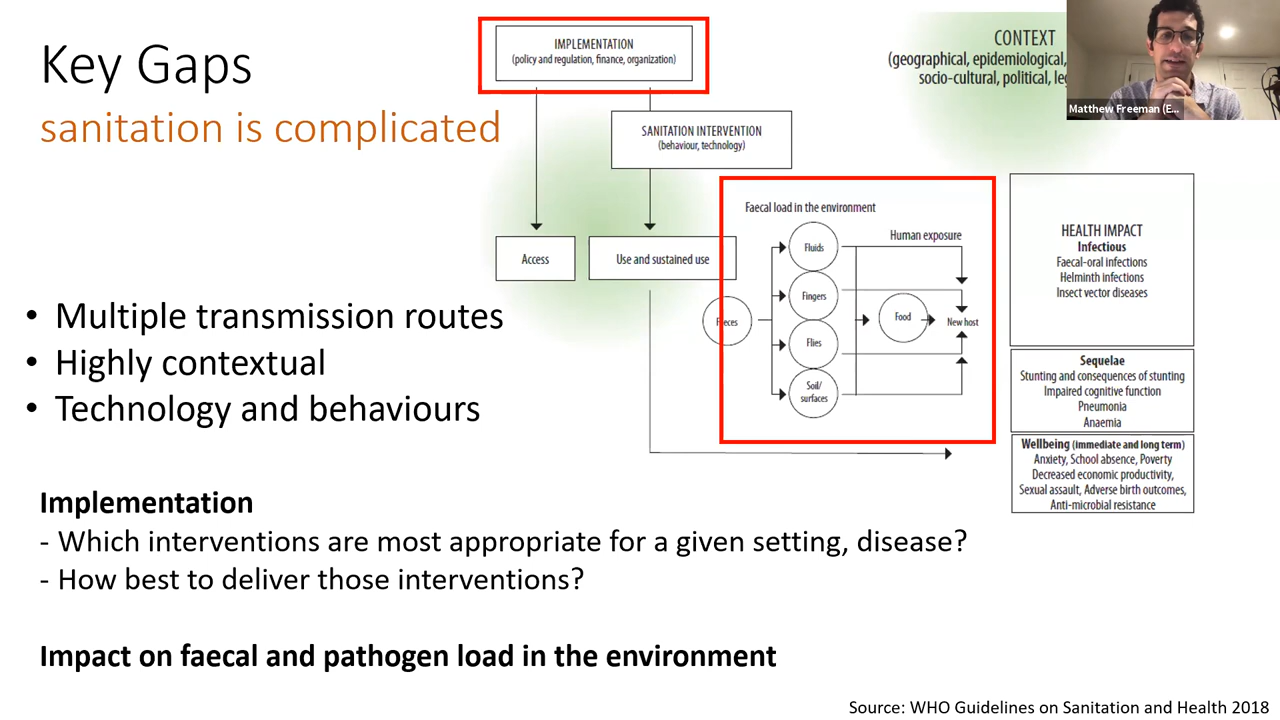 Key Gaps
sanitation is complicated
• Multiple transmission routes
• Highly contextual
• Technology and behaviours
Implementation
- Which interventions are most appropriate for a given setting, disease?
- How best to deliver those interventions?
Impact on faecal and pathogen load in the environment
IMPLEMENTATION
(policy and regulation, finance, organization)
SANITATION INTERVENTION
(behaviour, technology)
Access
Use and sustained use
Faecal load in the environment
Human exposure
Faeces
Fluids
Fingers
Flies
Soil/
surfaces
Food
New host
CONTEXT
(geographical, epidemiological,
socio-cultural, political,
Matthew Freeman (E...
HEALTH IMPACT
Infectious
Faecal-oral infections
Helminth infections
Insect vector diseases
Sequelae
Stunting and consequences of stunting
Impaired cognitive function
Pneumonia
Anaemia
Wellbeing (immediate and long term)
Anxiety, School absence, Poverty
Decreased economic productivity,
Sexual assault, Adverse birth outcomes,
Anti-microbial resistance
Source: WHO Guidelines on Sanitation and Health 2018